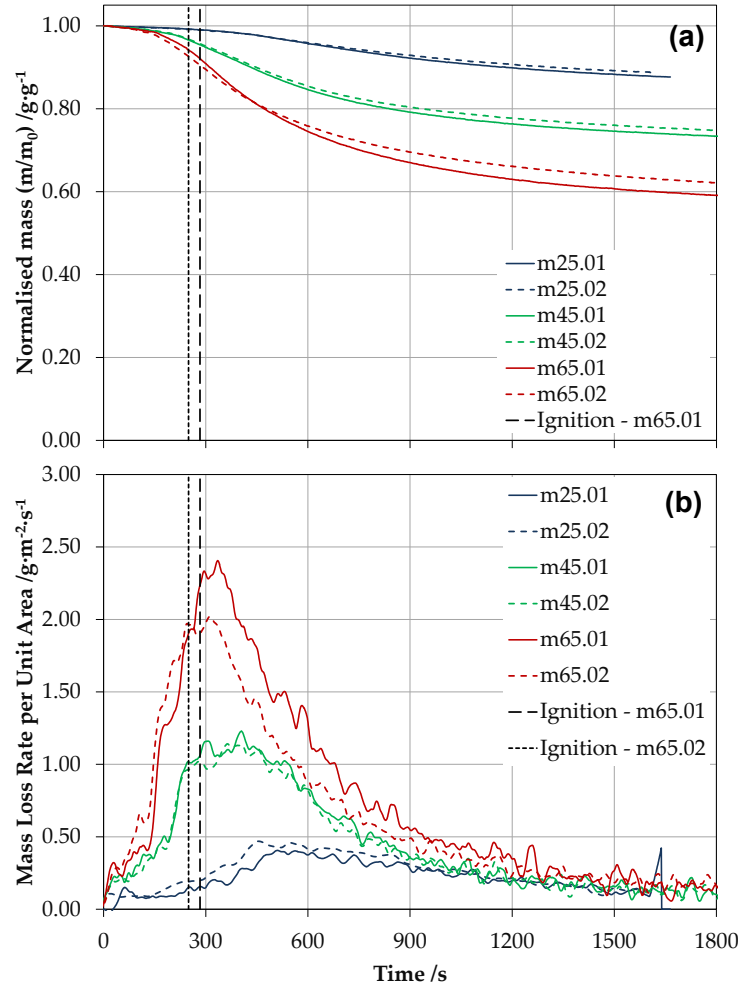 (a)
Normalised mass (m/m₀) /g·g⁻¹
1.00
0.80
0.60
0.40
0.20
0.00
m25.01
m25.02
m45.01
m45.02
m65.01
m65.02
Ignition - m65.01
(b)
Mass Loss Rate per Unit Area /g·m⁻²·s⁻¹
3.00
2.50
2.00
1.50
1.00
0.50
0.00
m25.01
m25.02
m45.01
m45.02
m65.01
m65.02
Ignition - m65.01
Ignition - m65.02
0 300 600 900 1200 1500 1800
Time /s